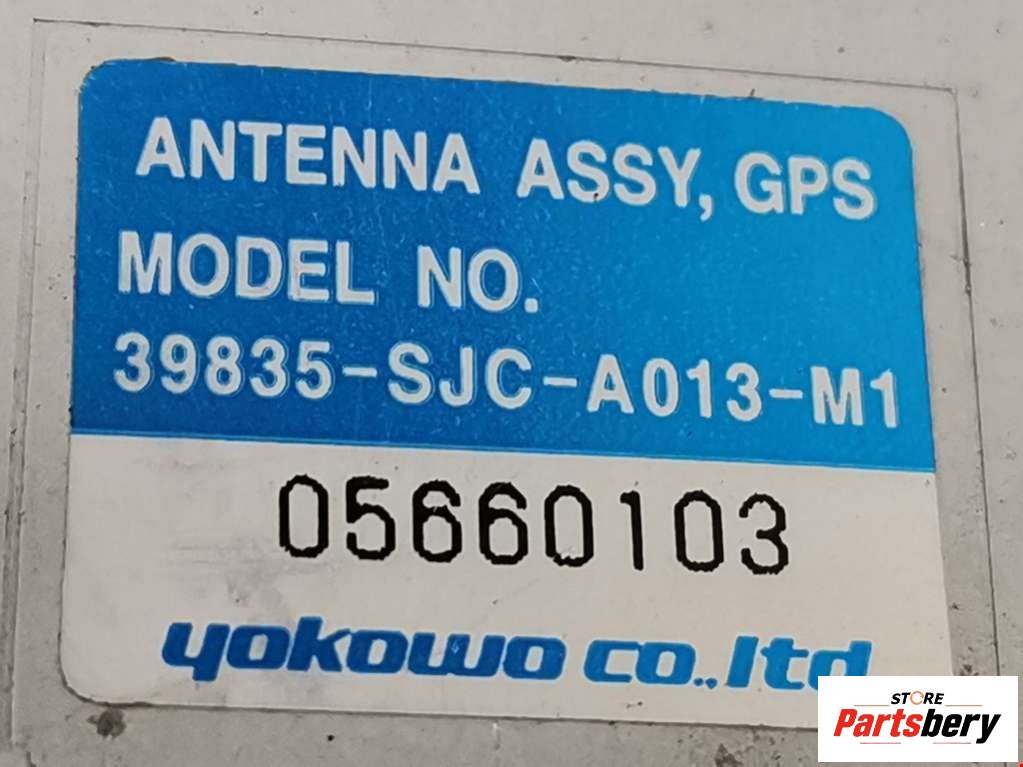 ANTENNA ASSY, GPS
MODEL NO.
39835-SJC-A013-M1
05660103
yokowo co.,ltd
STORE
Partsbery